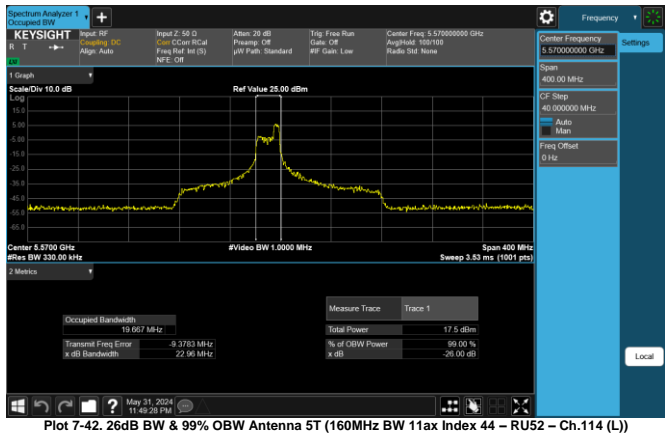 Spectrum Analyzer 1
Occupied BW
+
Frequency
KEYSIGHT
R T
Input: RF
Coupling: DC
Align: Auto
Input Z: 50 Ω
Corr CCorr RCal
Freq Ref: Int (S)
NFE: Off
Atten: 20 dB
Preamp: Off
µW Path: Standard
Trig: Free Run
Gate: Off
#IF Gain: Low
Center Freq: 5.570000000 GHz
Avg|Hold: 100/100
Radio Std: None
Center Frequency
5.570000000 GHz
Settings
Span
400.00 MHz
CF Step
40.000000 MHz
Auto
Man
Freq Offset
0 Hz
Local
1 Graph
Scale/Div 10.0 dB
Ref Value 25.00 dBm
Log
15.0
5.00
-5.00
-15.0
-25.0
-35.0
-45.0
-55.0
-65.0
Center 5.5700 GHz
#Video BW 1.0000 MHz
Span 400 MHz
#Res BW 330.00 kHz
Sweep 3.53 ms (1001 pts)
2 Metrics
Measure Trace
Trace 1
Occupied Bandwidth
19.667 MHz
Total Power
17.5 dBm
Transmit Freq Error
-9.3783 MHz
% of OBW Power
99.00 %
x dB Bandwidth
22.96 MHz
x dB
-26.00 dB
May 31, 2024
11:49:28 PM
Plot 7-42. 26dB BW & 99% OBW Antenna 5T (160MHz BW 11ax Index 44 – RU52 – Ch.114 (L))